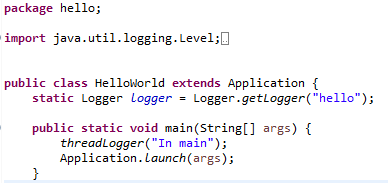 package hello;
import java.util.logging.Level;
public class HelloWorld extends Application {
static Logger logger = Logger.getLogger("hello");
public static void main(String[] args) {
threadLogger("In main");
Application.launch(args);
}